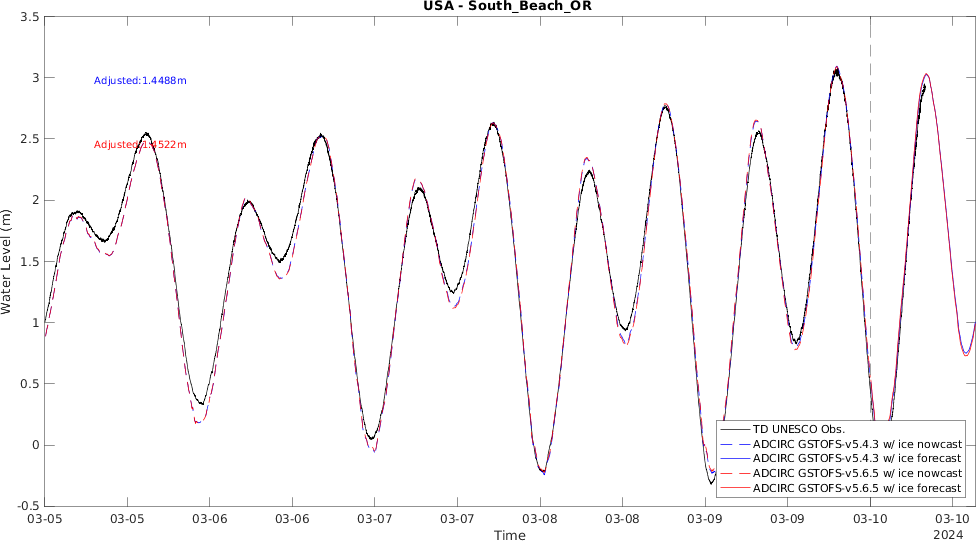 USA - South_Beach_OR
3.5
3
2.5
2
1.5
1
0.5
0
-0.5
Water Level (m)
Adjusted:1.4488m
Adjusted:1.4522m
TD UNESCO Obs.
ADCIRC GSTOFS-v5.4.3 w/ ice nowcast
ADCIRC GSTOFS-v5.4.3 w/ ice forecast
ADCIRC GSTOFS-v5.6.5 w/ ice nowcast
ADCIRC GSTOFS-v5.6.5 w/ ice forecast
03-05 03-05 03-06 03-06 03-07 03-07 03-08 03-08 03-09 03-09 03-10 03-10
2024
Time